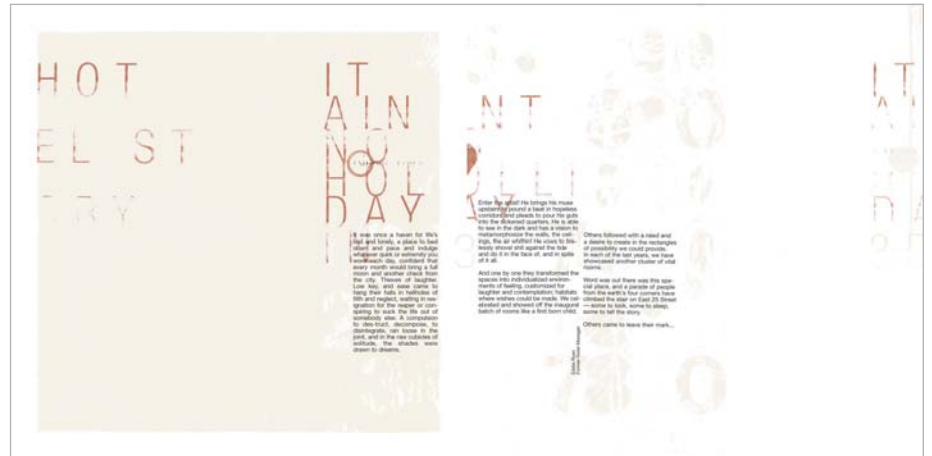 HOT
EL ST
RY
IT
AIN
NO
HOL
DAY
NT
LLI
DAY
IT
It was once a haven for life's
last and lonely, a place to bed
down and pace and indulge
whatever quirk or extremity you
work each day, confident that
every month would bring a full
moon and another check from
the city. Thieves of laughter.
Low key, and ease came to
hang their hats in hellholes of
filth and neglect, waiting in res-
ignation for the reaper or con-
spiring to suck the life out of
somebody else. A compulsion
to des-truct, decompose, to
disintegrate, ran loose in the
joint, and in the raw cubicles of
solitude, the shades were
drawn to dreams.
Enter the artist! He brings his muse
upstairs to pound a beat in hopeless
corridors and pleads to pour his guts
into the sickened quarters. He is able
to see in the dark and has a vision to
metamorphosize the walls, the ceil-
ings, the air whithin! He vows to tire-
lessly shovel shit against the tide
and do it in the face of, and in spite
of it all.
And one by one they transformed the
spaces into individualized environ-
ments of feeling, customized for
laughter and contemplation; habitats
where wishes could be made. We cel-
ebrated and showed off the inaugural
batch of rooms like a first born child.
Others followed with a need and
a desire to create in the rectangles
of possibility we could provide,
in each of the last years, we have
showcased another cluster of vital
rooms.
Word was out there was this spe-
cial place, and a parade of people
from the earth's four corners have
climbed the stair on East 25 Street
— some to look, some to sleep,
some to tell the story.
Others came to leave their mark...